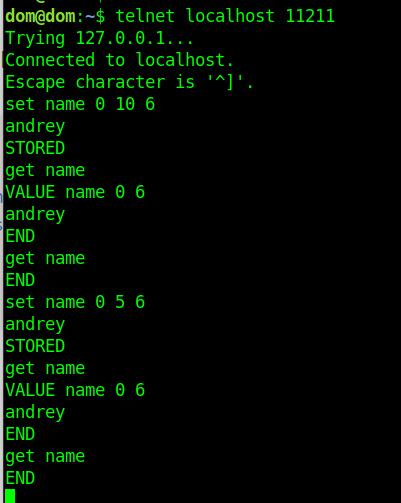 dom@dom:~$ telnet localhost 11211
Trying 127.0.0.1...
Connected to localhost.
Escape character is '^]'.
set name 0 10 6
andrey
STORED
get name
VALUE name 0 6
andrey
END
get name
END
set name 0 5 6
andrey
STORED
get name
VALUE name 0 6
andrey
END
get name
END